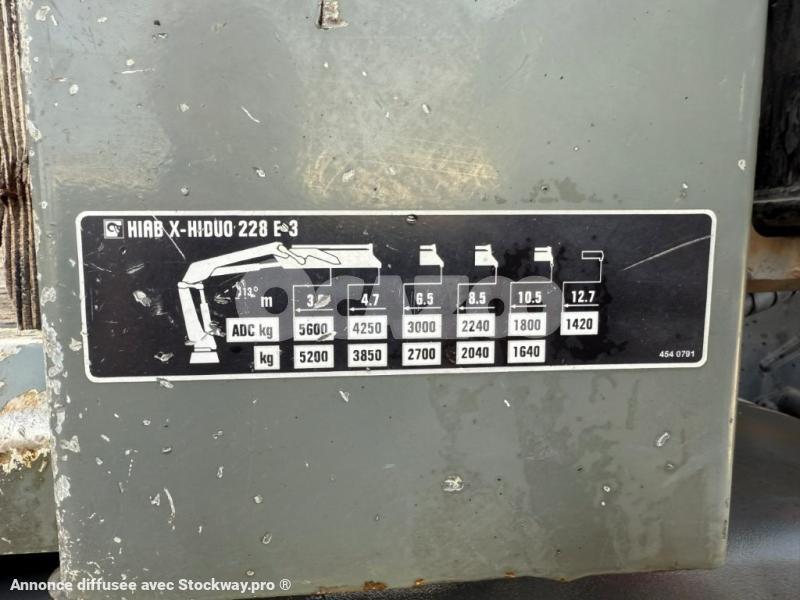 HIAB X-HIDUO 228 E-3
13°
m 4.7 6.5 8.5 10.5 12.7
ADC kg 5600 4250 3000 2240 1800 1420
kg 5200 3850 2700 2040 1640
454 0791
Annonce diffusée avec Stockway.pro ®